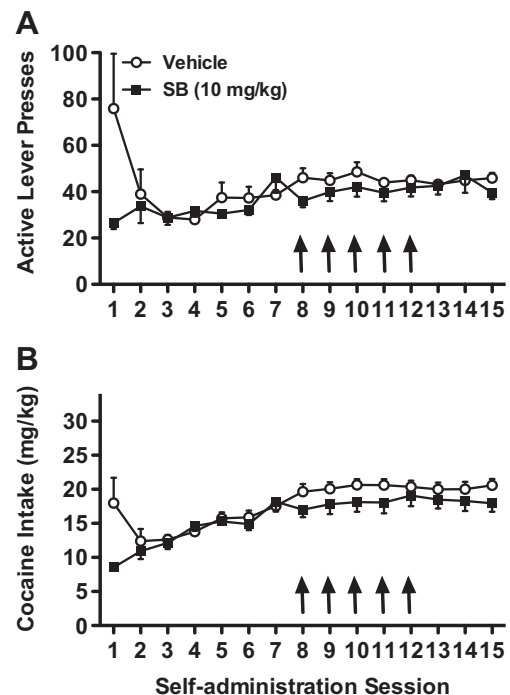 A
Active Lever Presses
100
80
60
40
20
0
Vehicle
SB (10 mg/kg)
1 2 3 4 5 6 7 8 9 10 11 12 13 14 15
B
Cocaine Intake (mg/kg)
30
25
20
15
10
5
0
1 2 3 4 5 6 7 8 9 10 11 12 13 14 15
Self-administration Session